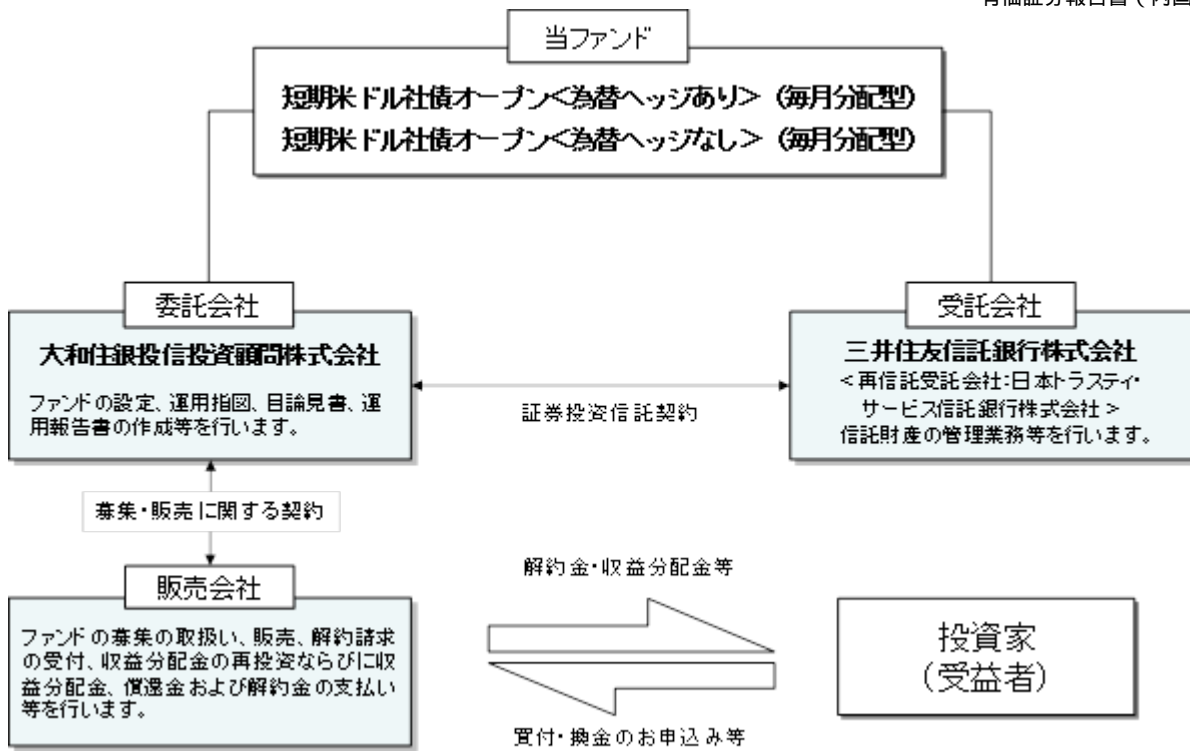 当ファンド
短期米ドル社債オープン<為替ヘッジあり>(毎月分配型)
短期米ドル社債オープン<為替ヘッジなし>(毎月分配型)
委託会社
大和住銀投信投資顧問株式会社
ファンドの設定、運用指図、目論見書、運
用報告書の作成等を行います。
受託会社
三井住友信託銀行株式会社
<再信託受託会社:日本トラスティ・
サービス信託銀行株式会社>
信託財産の管理業務等を行います。
証券投資信託契約
募集・販売に関する契約
販売会社
ファンドの募集の取扱い、販売、解約請求
の受付、収益分配金の再投資ならびに収
益分配金、償還金および解約金の支払い
等を行います。
解約金・収益分配金等
買付・換金のお申込み等
投資家
(受益者)